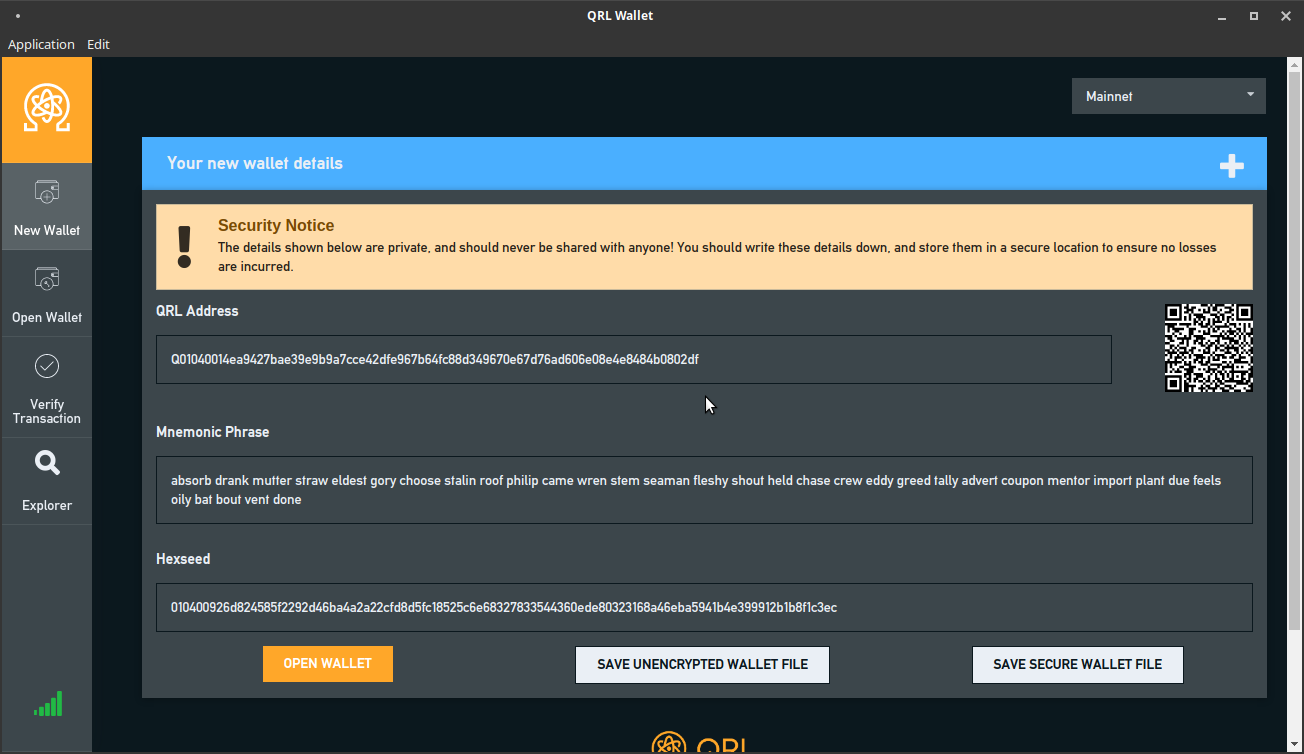 QRL Wallet
Application Edit
Mainnet
Your new wallet details
Security Notice
The details shown below are private, and should never be shared with anyone! You should write these details down, and store them in a secure location to ensure no losses
are incurred.
New Wallet
Open Wallet
Verify
Transaction
Explorer
QRL Address
Q01040014ea9427bae39e9b9a7cce42dfe967b64fc88d349670e67d76ad606e08e4e8484b0802df
Mnemonic Phrase
absorb drank mutter straw eldest gory choose stalin roof philip came wren stem seaman fleshy shout held chase crew eddy greed tally advert coupon mentor import plant due feels
oily bat bout vent done
Hexseed
010400926d824585f2292d46ba4a2a22cfd8d5fc18525c6e68327833544360ede80323168a46eba5941b4e399912b1b8f1c3ec
OPEN WALLET
SAVE UNENCRYPTED WALLET FILE
SAVE SECURE WALLET FILE
QRL